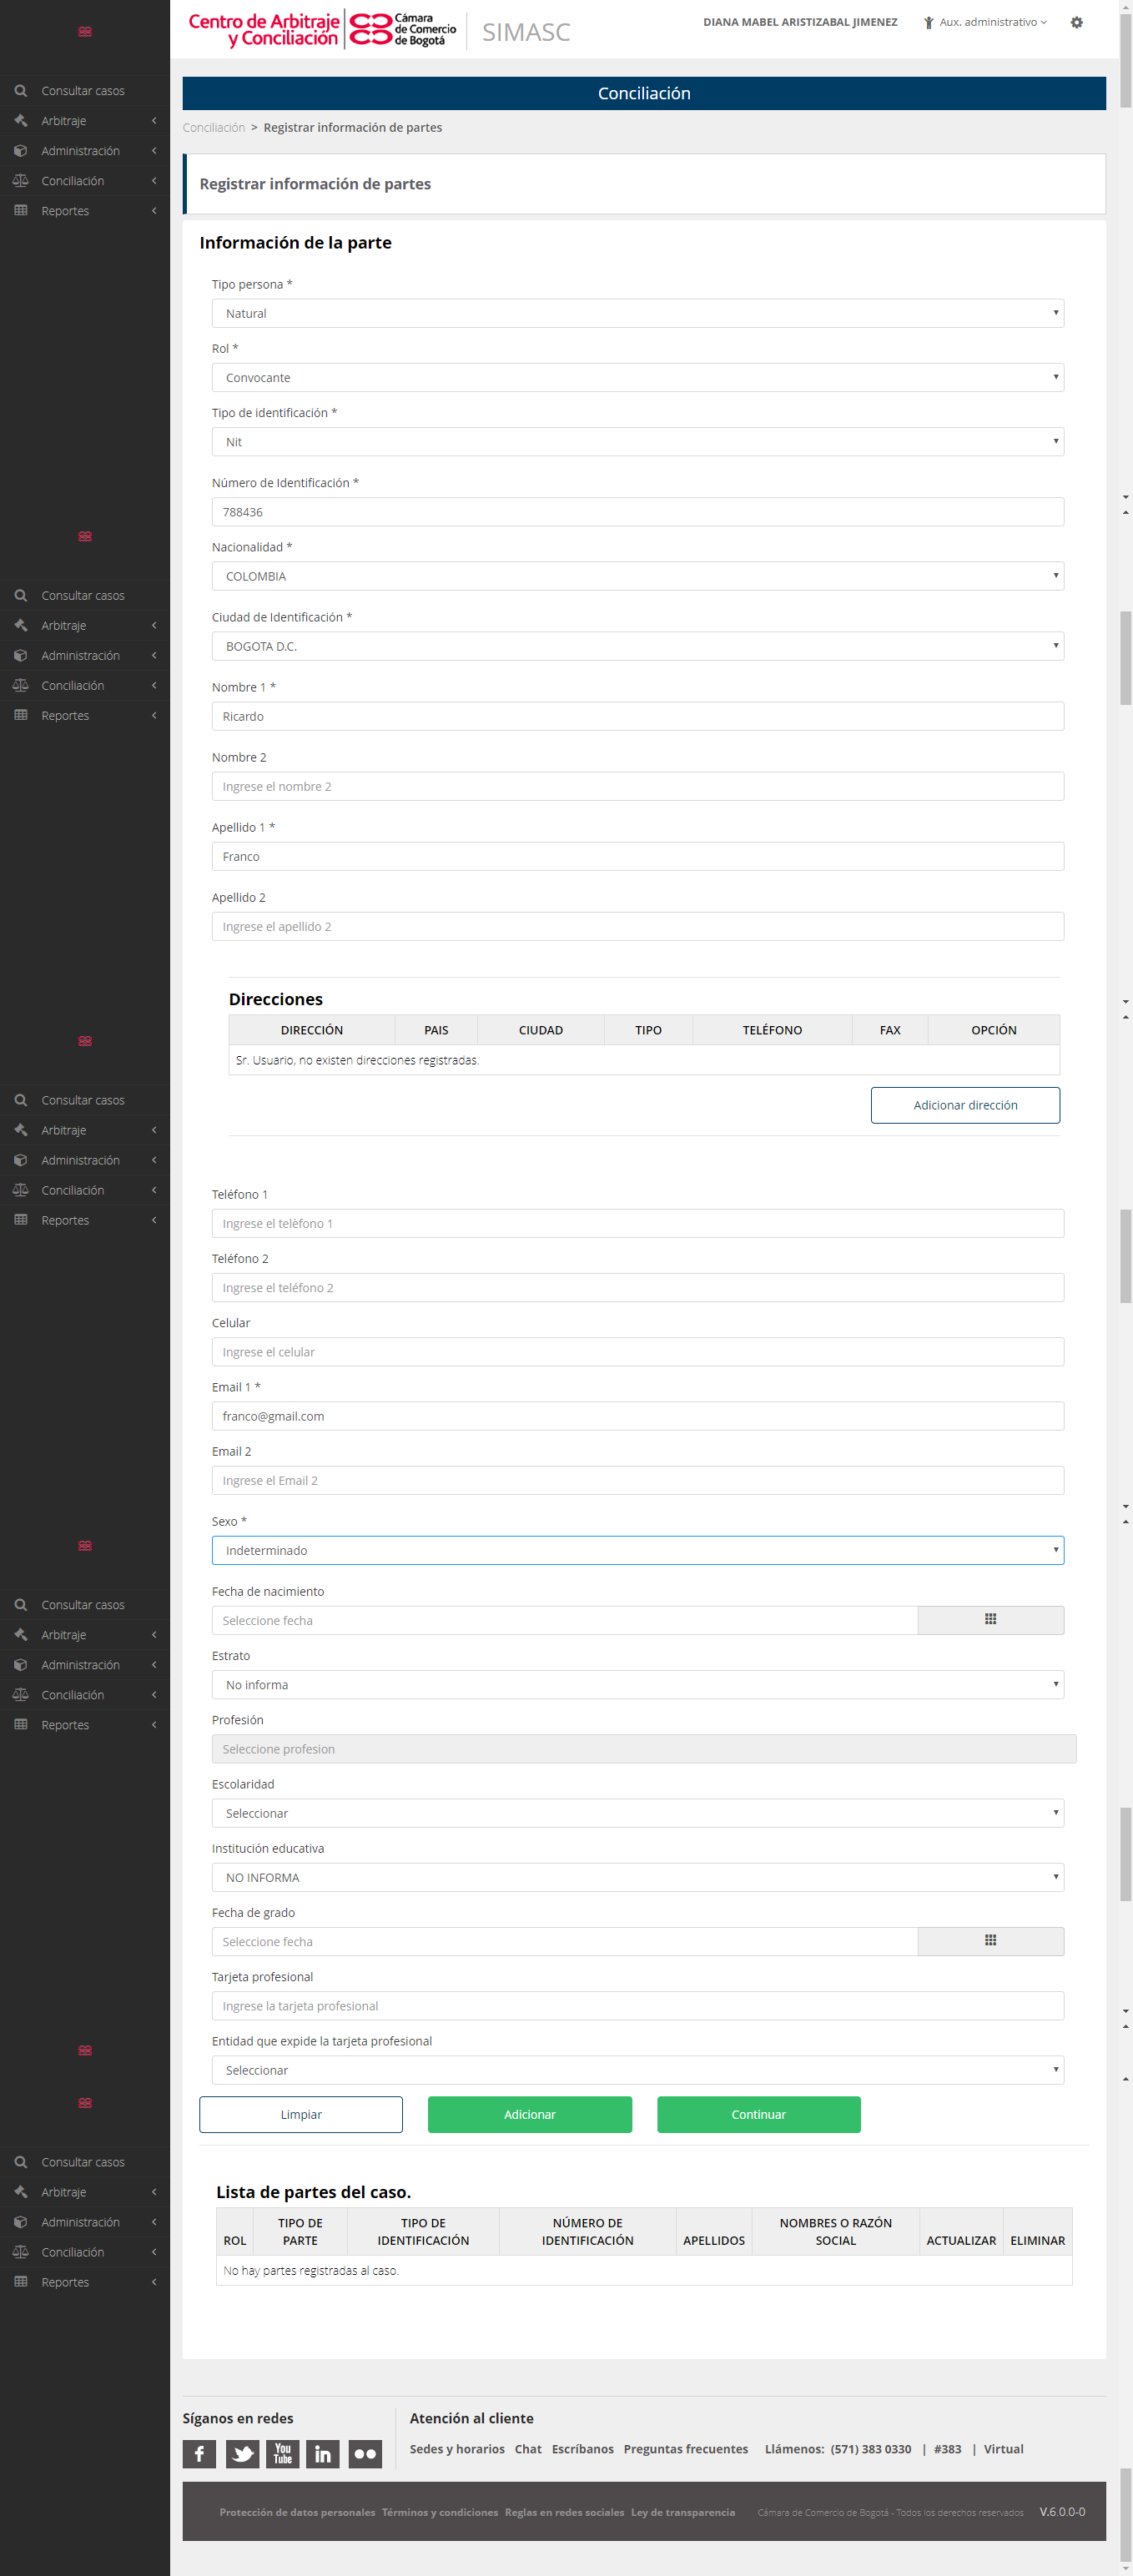 Centro de Arbitraje
y Conciliación
Cámara
de Comercio
de Bogotá
SIMASC
DIANA MABEL ARISTIZABAL JIMENEZ
Aux. administrativo
Consultar casos
Arbitraje
Administración
Conciliación
Reportes
Conciliación
Conciliación > Registrar información de partes
Registrar información de partes
Información de la parte
Tipo persona *
Natural
Rol *
Convocante
Tipo de identificación *
Nit
Número de Identificación *
788436
Nacionalidad *
COLOMBIA
Ciudad de Identificación *
BOGOTA D.C.
Consultar casos
Arbitraje
Administración
Conciliación
Reportes
Nombre 1 *
Ricardo
Nombre 2
Ingrese el nombre 2
Apellido 1 *
Franco
Apellido 2
Ingrese el apellido 2
Direcciones
DIRECCIÓN PAIS CIUDAD TIPO TELÉFONO FAX OPCIÓN
Sr. Usuario, no existen direcciones registradas.
Adicionar dirección
Consultar casos
Arbitraje
Administración
Conciliación
Reportes
Teléfono 1
Ingrese el telèfono 1
Teléfono 2
Ingrese el teléfono 2
Celular
Ingrese el celular
Email 1 *
franco@gmail.com
Email 2
Ingrese el Email 2
Sexo *
Indeterminado
Fecha de nacimiento
Seleccione fecha
Consultar casos
Arbitraje
Administración
Conciliación
Reportes
Estrato
No informa
Profesión
Seleccione profesion
Escolaridad
Seleccionar
Institución educativa
NO INFORMA
Fecha de grado
Seleccione fecha
Tarjeta profesional
Ingrese la tarjeta profesional
Entidad que expide la tarjeta profesional
Seleccionar
Limpiar
Adicionar
Continuar
Consultar casos
Arbitraje
Administración
Conciliación
Reportes
Lista de partes del caso.
ROL TIPO DE PARTE TIPO DE IDENTIFICACIÓN NÚMERO DE IDENTIFICACIÓN APELLIDOS NOMBRES O RAZÓN SOCIAL ACTUALIZAR ELIMINAR
No hay partes registradas al caso.
Síganos en redes
You
Tube
in
Atención al cliente
Sedes y horarios Chat Escríbanos Preguntas frecuentes Llámenos: (571) 383 0330 | #383 | Virtual
Protección de datos personales Términos y condiciones Reglas en redes sociales Ley de transparencia Cámara de Comercio de Bogotá - Todos los derechos reservados V.6.0.0-0